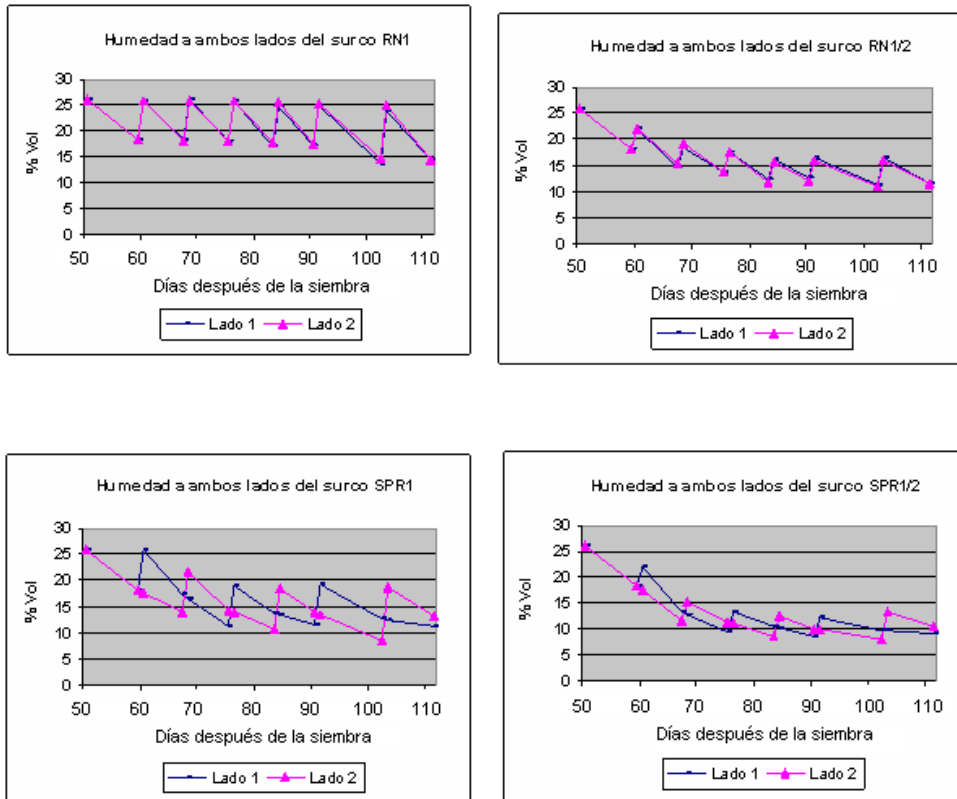 Humedad a ambos lados del surco RN1
30
25
20
15
10
5
0
% Vol
50 60 70 80 90 100 110
Días después de la siembra
Lado 1 Lado 2
Humedad a ambos lados del surco RN1/2
30
25
20
15
10
5
0
% Vol
50 60 70 80 90 100 110
Días después de la siembra
Lado 1 Lado 2
Humedad a ambos lados del surco SPR1
30
25
20
15
10
5
0
% Vol
50 60 70 80 90 100 110
Días después de la siembra
Lado 1 Lado 2
Humedad a ambos lados del surco SPR1/2
30
25
20
15
10
5
0
% Vol
50 60 70 80 90 100 110
Días después de la siembra
Lado 1 Lado 2